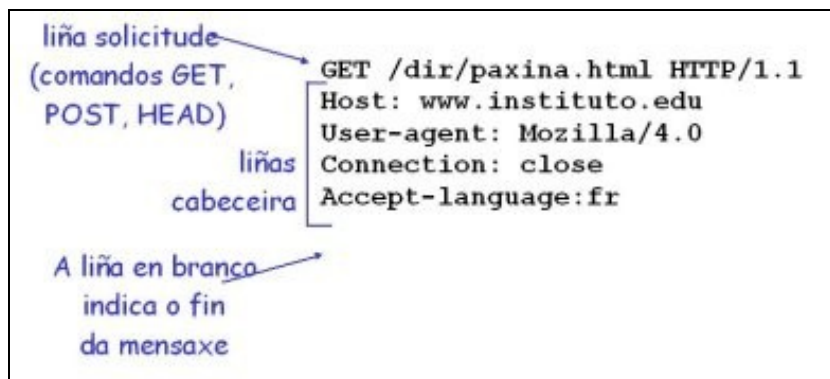 liña solicitude
(comandos GET,
POST, HEAD)
GET /dir/paxina.html HTTP/1.1
Host: www.instituto.edu
User-agent: Mozilla/4.0
Connection: close
Accept-language:fr
liñas
cabeceira
A liña en branco
indica o fin
da mensaxe